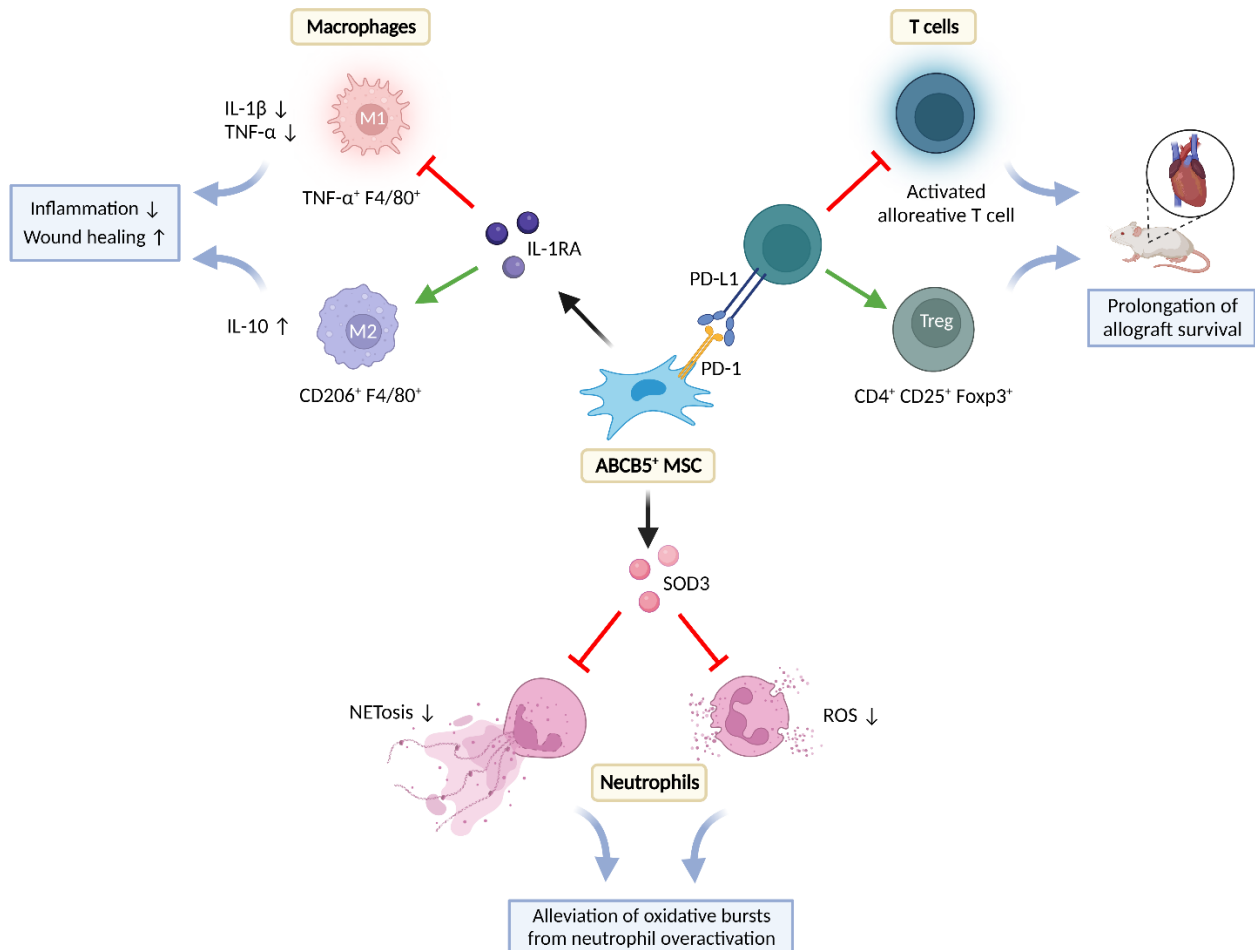 Macrophages
T cells
IL-1β ↓
TNF-α ↓
M1
TNF-α⁺ F4/80⁺
Inflammation ↓
Wound healing ↑
IL-1RA
IL-10 ↑
M2
CD206⁺ F4/80⁺
Activated
alloreative T cell
PD-L1
PD-1
Treg
CD4⁺ CD25⁺ Foxp3⁺
Prolongation of
allograft survival
ABCB5⁺ MSC
SOD3
NETosis ↓
ROS ↓
Neutrophils
Alleviation of oxidative bursts
from neutrophil overactivation